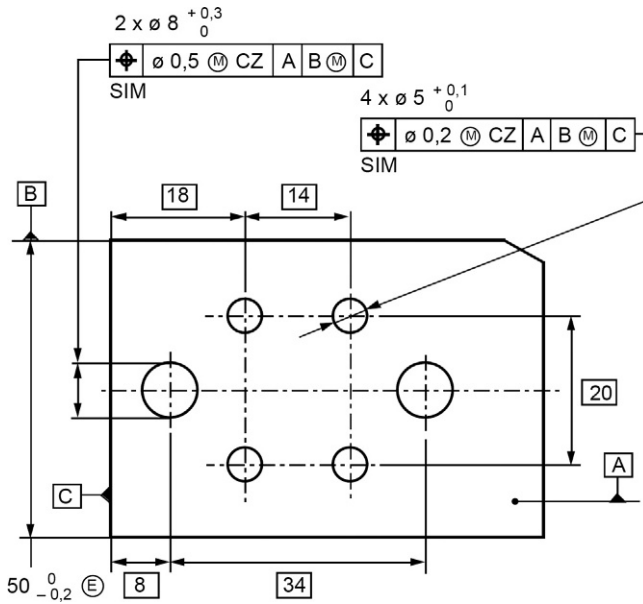 2 x ø 8 +0,3 0
⌖ ø 0,5 Ⓜ CZ A B Ⓜ C
SIM
4 x ø 5 +0,1 0
⌖ ø 0,2 Ⓜ CZ A B Ⓜ C
SIM
B
18
14
20
C
A
50 0 −0,2 Ⓔ
8
34